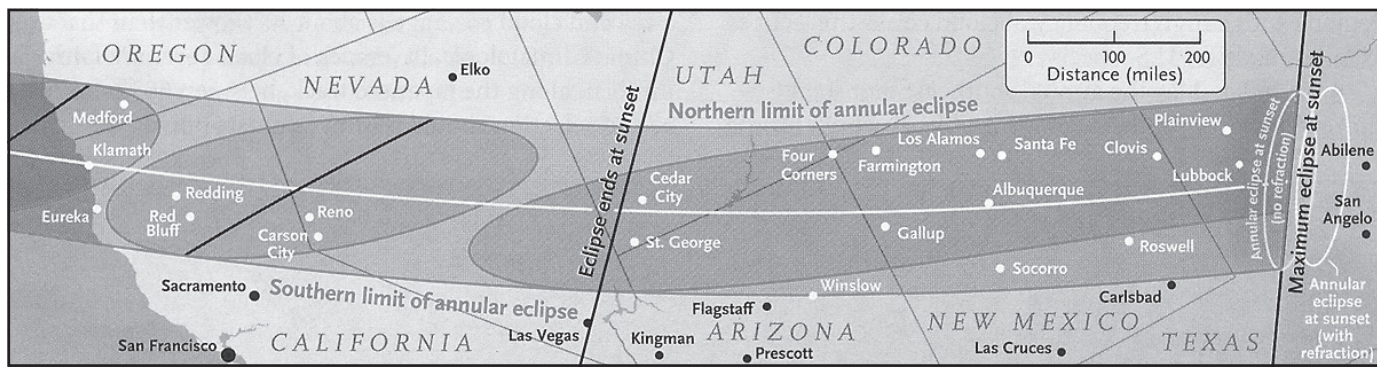 OREGON
NEVADA
Elko
UTAH
COLORADO
0 100 200
Distance (miles)
Northern limit of annular eclipse
Medford
Klamath
Eureka
Redding
Red
Bluff
Reno
Carson
City
Eclipse ends at sunset
Cedar
City
St. George
Four
Corners
Farmington
Los Alamos
Santa Fe
Albuquerque
Gallup
Plainview
Clovis
Lubbock
Roswell
Socorro
Winslow
Annular eclipse at sunset
(no refraction)
Maximum eclipse at sunset
Abilene
San
Angelo
Sacramento
Southern limit of annular eclipse
San Francisco
CALIFORNIA
Las Vegas
Kingman
Flagstaff
Prescott
ARIZONA
NEW MEXICO
Las Cruces
Carlsbad
TEXAS
Annular
eclipse
at sunset
(with
refraction)